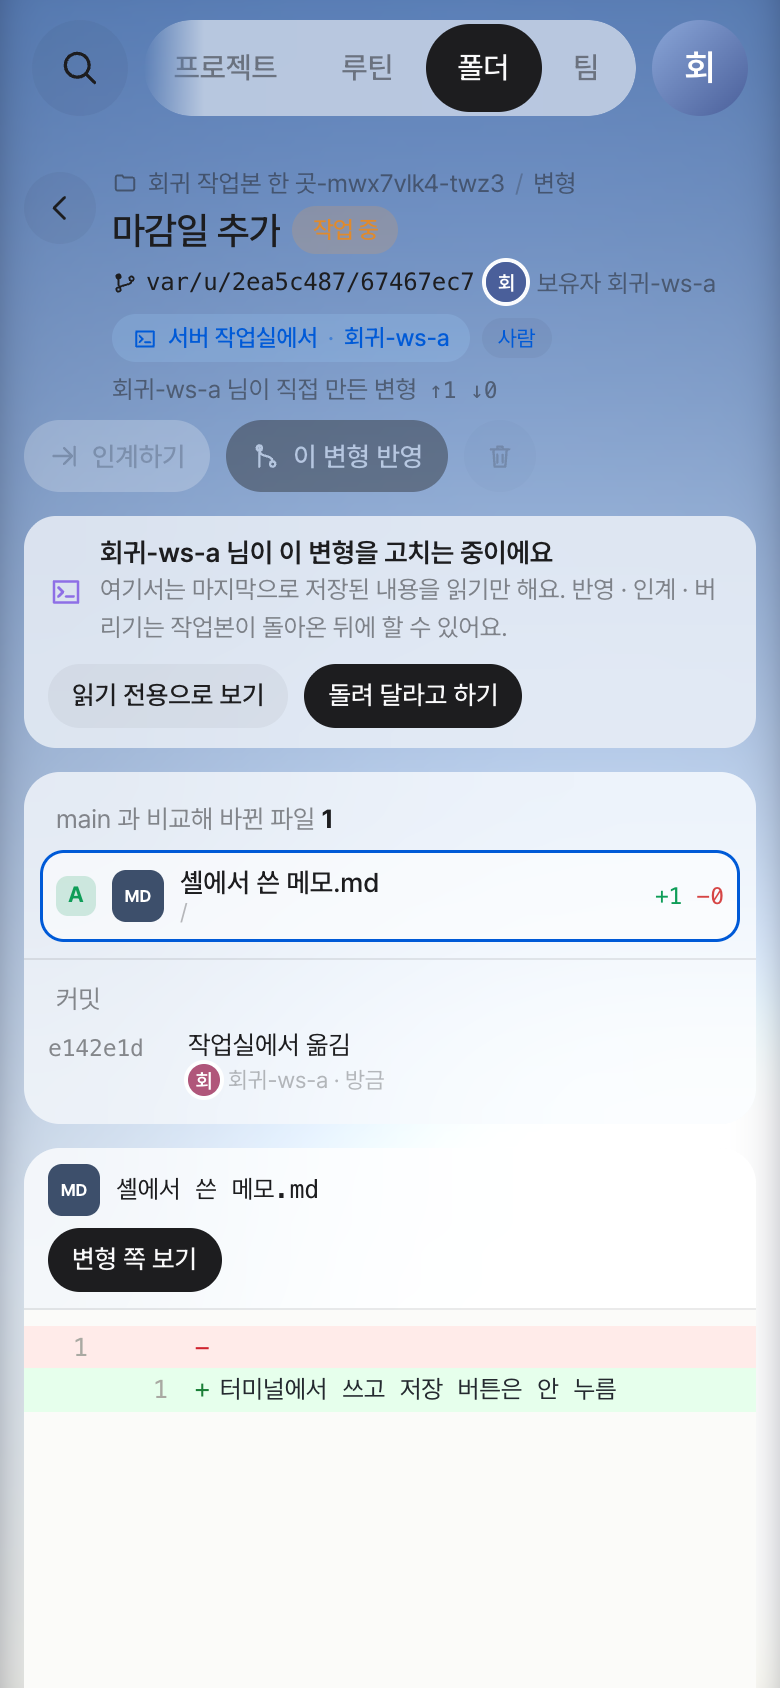 프로젝트 루틴 폴더 팀 회
회귀 작업본 한 곳-mwx7vlk4-twz3 / 변형
마감일 추가 작업 중
var/u/2ea5c487/67467ec7 회 보유자 회귀-ws-a
서버 작업실에서 · 회귀-ws-a 사람
회귀-ws-a 님이 직접 만든 변형 ↑1 ↓0
인계하기 이 변형 반영
회귀-ws-a 님이 이 변형을 고치는 중이에요
여기서는 마지막으로 저장된 내용을 읽기만 해요. 반영 · 인계 · 버
리기는 작업본이 돌아온 뒤에 할 수 있어요.
읽기 전용으로 보기 돌려 달라고 하기
main 과 비교해 바뀐 파일 1
A MD 셸에서 쓴 메모.md +1 −0
/
커밋
e142e1d 작업실에서 옮김
회 회귀-ws-a · 방금
MD 셸에서 쓴 메모.md
변형 쪽 보기
1 −
1 + 터미널에서 쓰고 저장 버튼은 안 누름